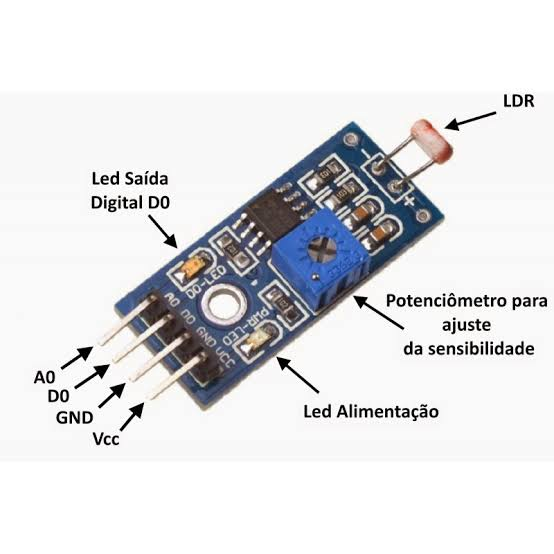 LDR
Led Saída
Digital D0
DO-LED
A0 D0 GND VCC
PWR-LED
+
Potenciômetro para
ajuste
da sensibilidade
A0
D0
GND
Vcc
Led Alimentação